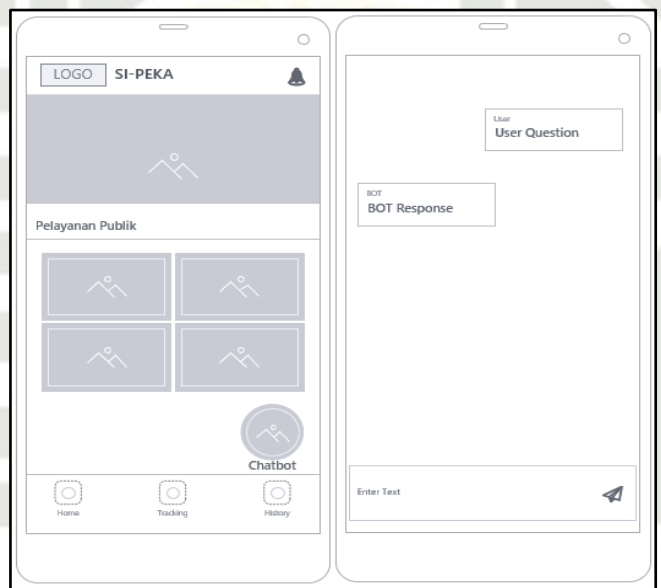 LOGO SI-PEKA
Pelayanan Publik
Chatbot
Home Tracking History
User
User Question
BOT
BOT Response
Enter Text